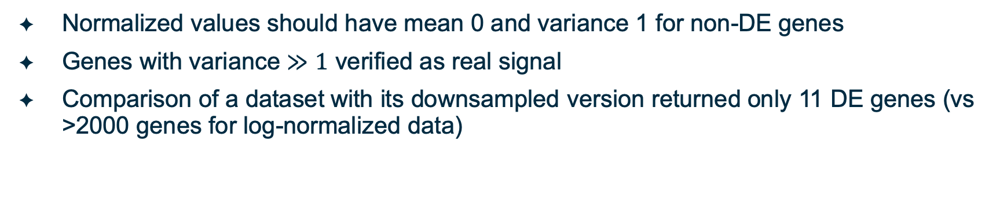 ✦ Normalized values should have mean 0 and variance 1 for non-DE genes
✦ Genes with variance ≫ 1 verified as real signal
✦ Comparison of a dataset with its downsampled version returned only 11 DE genes (vs
>2000 genes for log-normalized data)